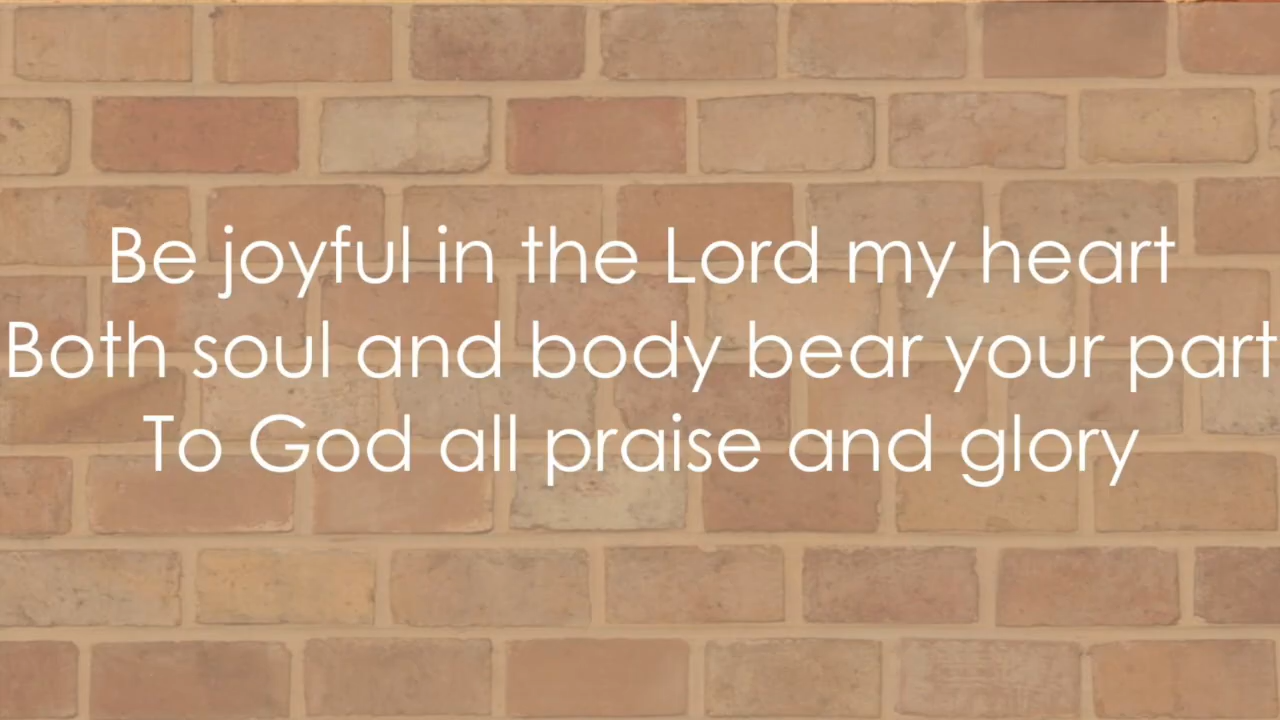 Be joyful in the Lord my heart
Both soul and body bear your part
To God all praise and glory